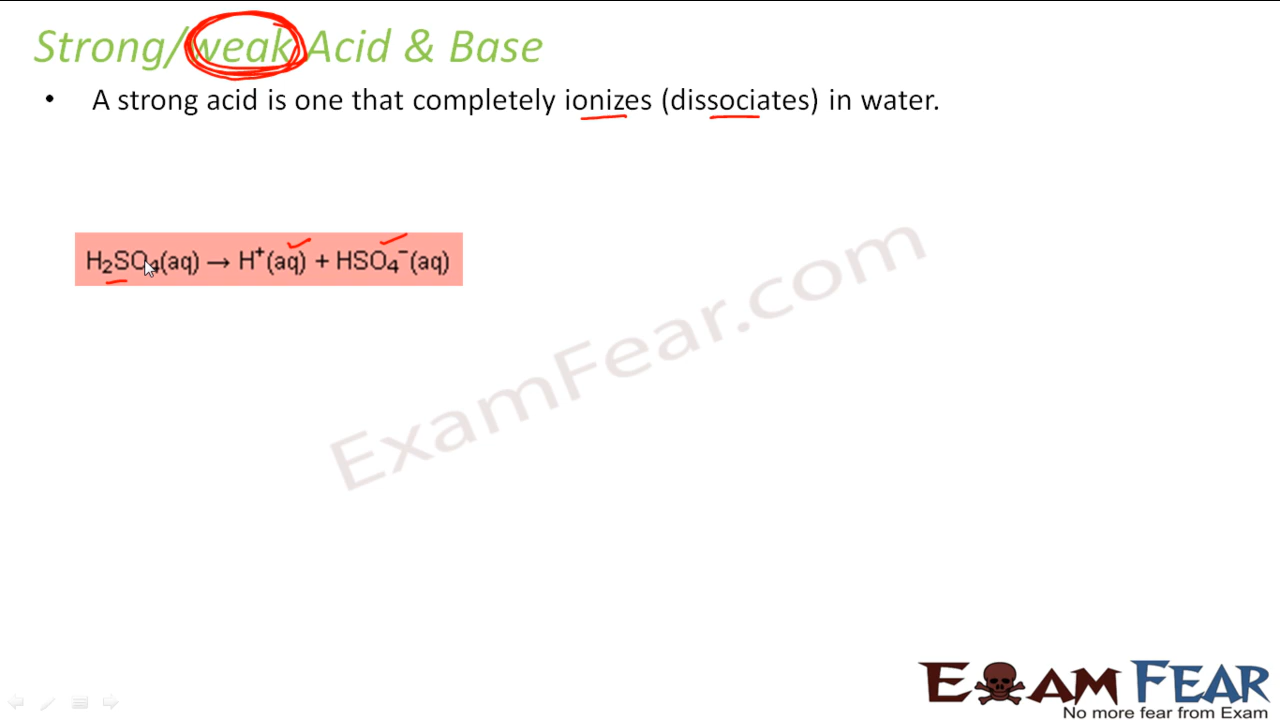 Strong/weak Acid & Base
• A strong acid is one that completely ionizes (dissociates) in water.
H₂SO₄(aq) → H⁺(aq) + HSO₄⁻(aq)
ExamFear.com
EXAM FEAR
No more fear from Exam